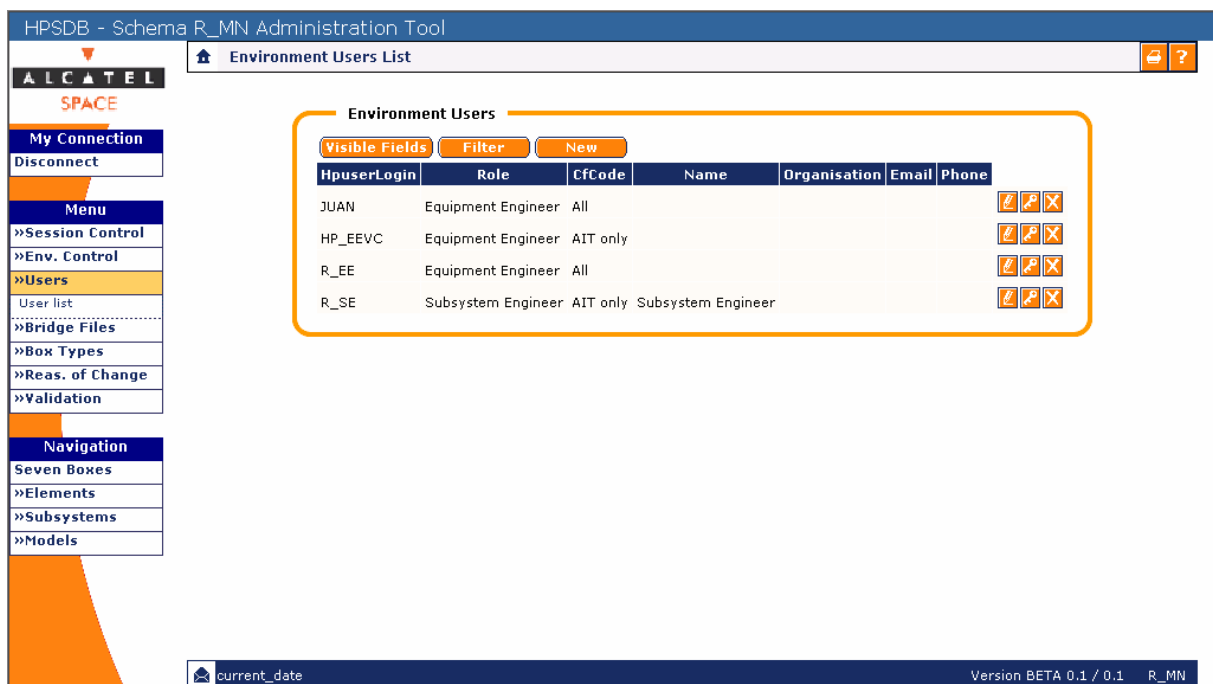 HPSDB - Schema R_MN Administration Tool
ALCATEL
SPACE
Environment Users List
?
My Connection
Disconnect
Menu
»Session Control
»Env. Control
»Users
User list
»Bridge Files
»Box Types
»Reas. of Change
»Validation
Navigation
Seven Boxes
»Elements
»Subsystems
»Models
Environment Users
Visible Fields Filter New
HpuserLogin Role CfCode Name Organisation Email Phone
JUAN Equipment Engineer All
HP_EEVC Equipment Engineer AIT only
R_EE Equipment Engineer All
R_SE Subsystem Engineer AIT only Subsystem Engineer
current_date Version BETA 0.1 / 0.1 R_MN